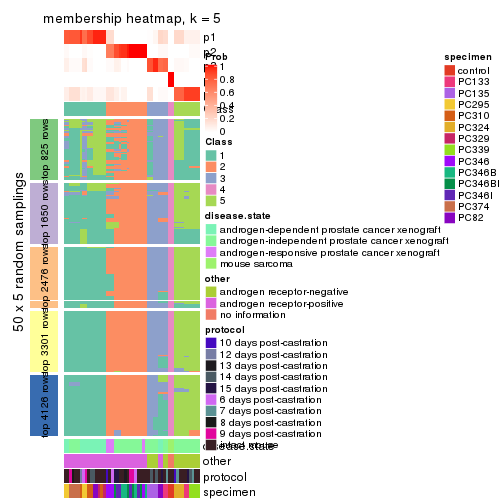 membership heatmap, k = 5
p1
p2
Prob
1
0.8
0.6
0.4
0.2
0
Class
1
2
3
4
5
50 x 5 random samplings
top 825 rows
top 1650 rows
top 2476 rows
top 3301 rows
top 4126 rows
disease.state
androgen-dependent prostate cancer xenograft
androgen-independent prostate cancer xenograft
androgen-responsive prostate cancer xenograft
mouse sarcoma
other
androgen receptor-negative
androgen receptor-positive
no information
protocol
10 days post-castration
12 days post-castration
13 days post-castration
14 days post-castration
15 days post-castration
6 days post-castration
7 days post-castration
8 days post-castration
9 days post-castration
intact mouse
disease.state
other
protocol
specimen
specimen
control
PC133
PC135
PC295
PC310
PC324
PC329
PC339
PC346
PC346B
PC346BI
PC346I
PC374
PC82